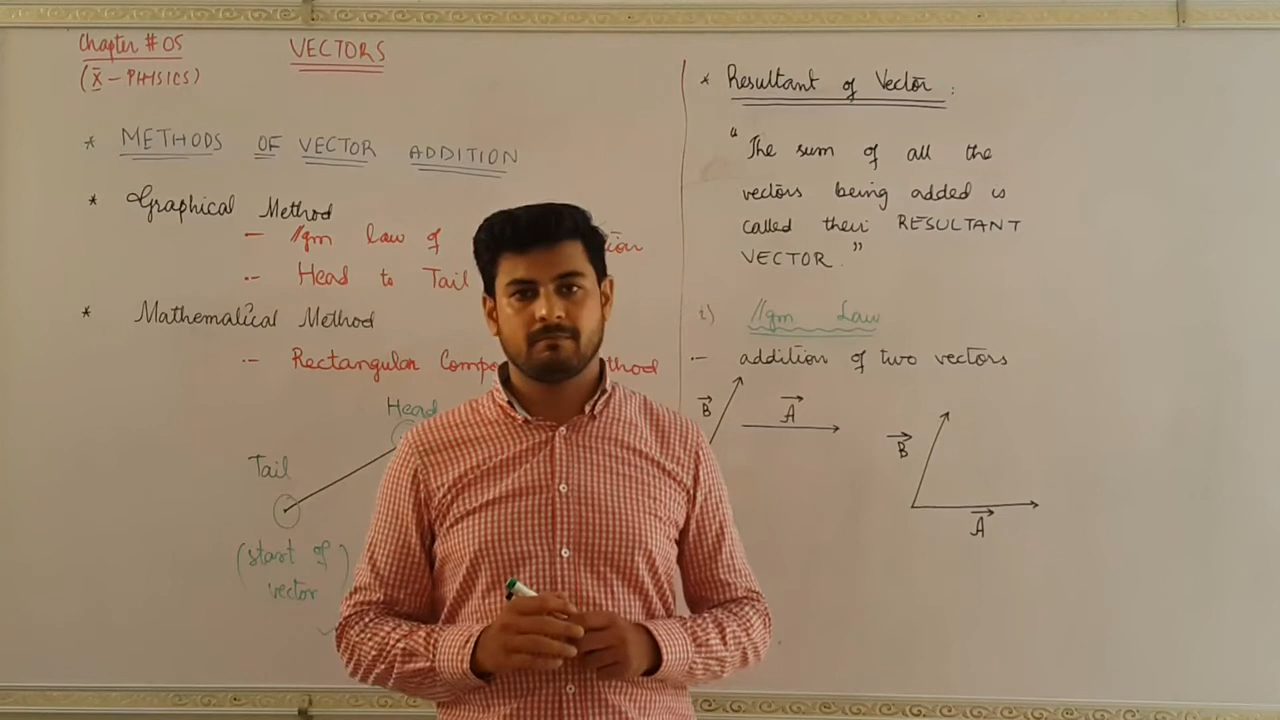 Chapter # 05
(X - PHYSICS)
VECTORS
* METHODS OF VECTOR ADDITION
* Graphical Method
- //gm law of
- Head to Tail
* Mathematical Method
- Rectangular
Head
Tail
(start of
vector
* Resultant of Vector :
"The sum of all the
vectors being added is
called their RESULTANT
VECTOR."
i) //gm Law
- addition of two vectors
B
A
B
A